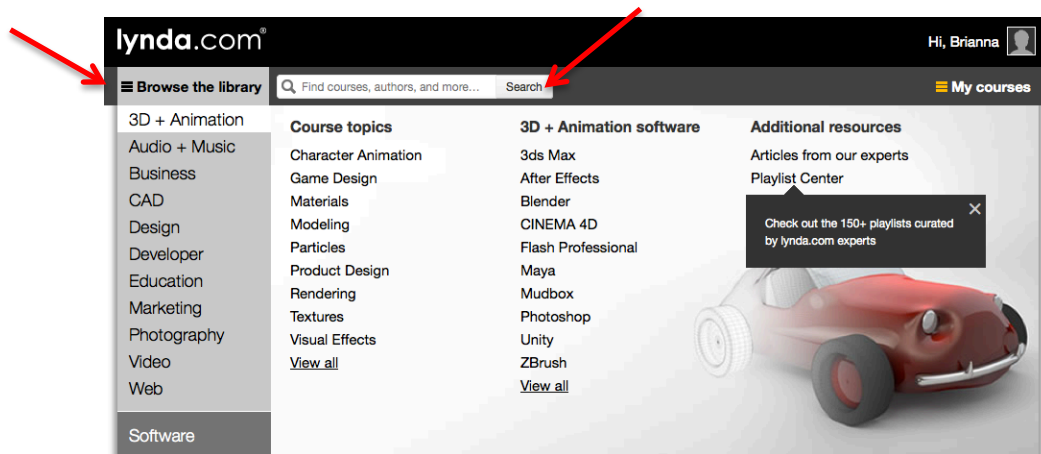 lynda.com®
Hi, Brianna
Browse the library
Find courses, authors, and more...
Search
My courses
3D + Animation
Audio + Music
Business
CAD
Design
Developer
Education
Marketing
Photography
Video
Web
Software
Course topics
Character Animation
Game Design
Materials
Modeling
Particles
Product Design
Rendering
Textures
Visual Effects
View all
3D + Animation software
3ds Max
After Effects
Blender
CINEMA 4D
Flash Professional
Maya
Mudbox
Photoshop
Unity
ZBrush
View all
Additional resources
Articles from our experts
Playlist Center
Check out the 150+ playlists curated
by lynda.com experts